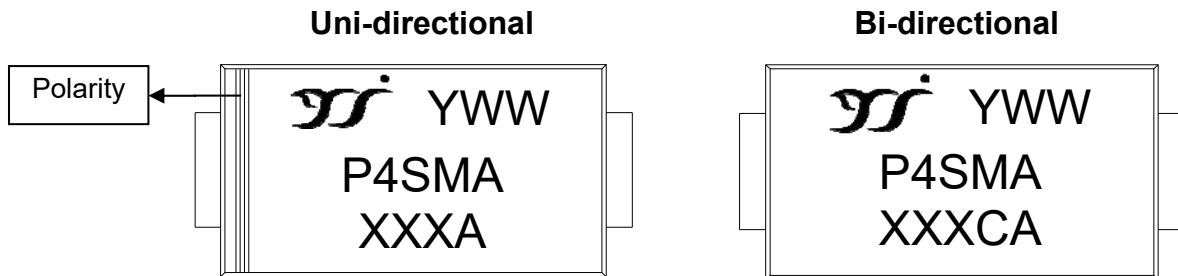 Uni-directional
Bi-directional
Polarity
YWW
P4SMA
XXXA
YWW
P4SMA
XXXCA